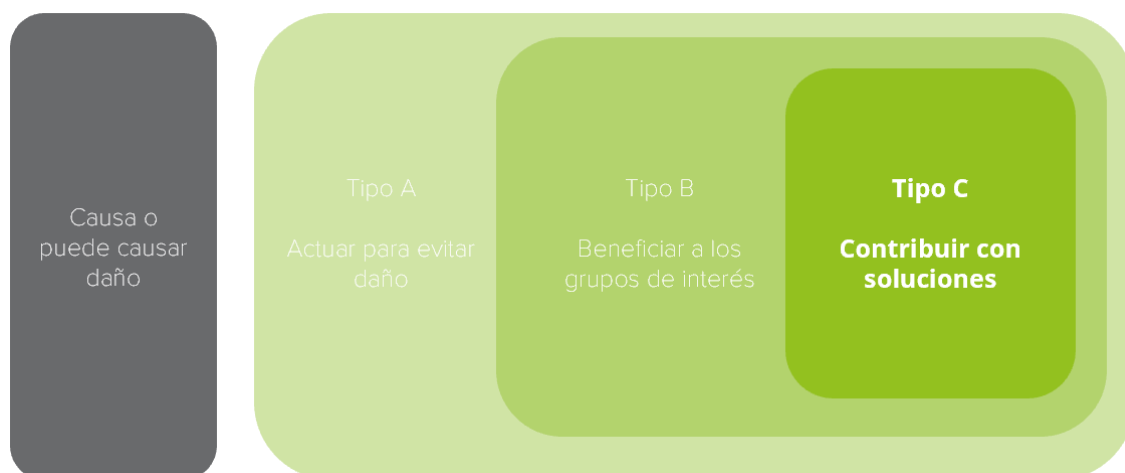 Causa o
puede causar
daño
Tipo A
Actuar para evitar
daño
Tipo B
Beneficiar a los
grupos de interés
Tipo C
Contribuir con
soluciones